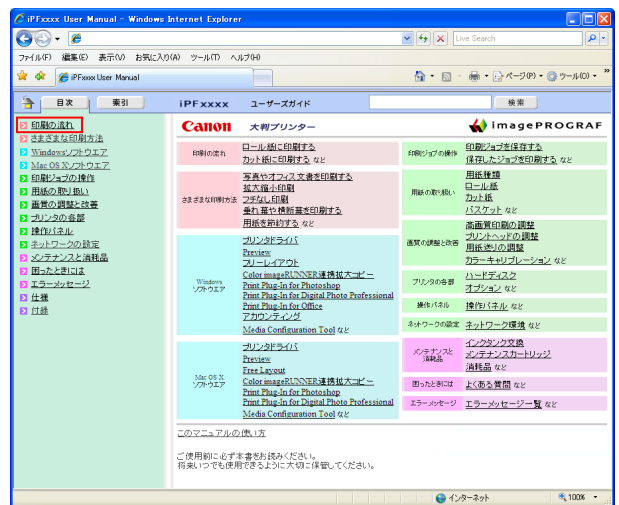 iPFxxxx User Manual - Windows Internet Explorer
Live Search
ファイル(F) 編集(E) 表示(V) お気に入り(A) ツール(T) ヘルプ(H)
iPFxxxx User Manual
ページ(P) ツール(O)
目次 索引 iPFxxxx ユーザーズガイド 検索
印刷の流れ
さまざまな印刷方法
Windowsソフトウエア
Mac OS Xソフトウエア
印刷ジョブの操作
用紙の取り扱い
画質の調整と改善
プリンタの各部
操作パネル
ネットワークの設定
メンテナンスと消耗品
困ったときには
エラーメッセージ
仕様
付録
Canon 大判プリンター imagePROGRAF
印刷の流れ
ロール紙に印刷する
カット紙に印刷する など
さまざまな印刷方法
写真やオフィス文書を印刷する
拡大縮小印刷
フチなし印刷
垂れ幕や横断幕を印刷する
用紙を節約する など
Windows
ソフトウエア
プリンタドライバ
Preview
フリーレイアウト
Color imageRUNNER連携拡大コピー
Print Plug-In for Photoshop
Print Plug-In for Digital Photo Professional
Print Plug-In for Office
アカウンティング
Media Configuration Tool など
Mac OS X
ソフトウエア
プリンタドライバ
Preview
Free Layout
Color imageRUNNER連携拡大コピー
Print Plug-In for Photoshop
Print Plug-In for Digital Photo Professional
Media Configuration Tool など
印刷ジョブの操作
印刷ジョブを保存する
保存したジョブを印刷する など
用紙の取り扱い
用紙種類
ロール紙
カット紙
バスケット など
画質の調整と改善
高画質印刷の調整
プリントヘッドの調整
用紙送りの調整
カラーキャリブレーション など
プリンタの各部
ハードディスク
オプション など
操作パネル
操作パネル など
ネットワークの設定
ネットワーク環境 など
メンテナンスと
消耗品
インクタンク交換
メンテナンスカートリッジ
消耗品 など
困ったときには
よくある質問 など
エラーメッセージ
エラーメッセージ一覧 など
このマニュアルの使い方
ご使用前に必ず本書をお読みください。
将来いつでも使用できるように大切に保管してください。
インターネット 100%